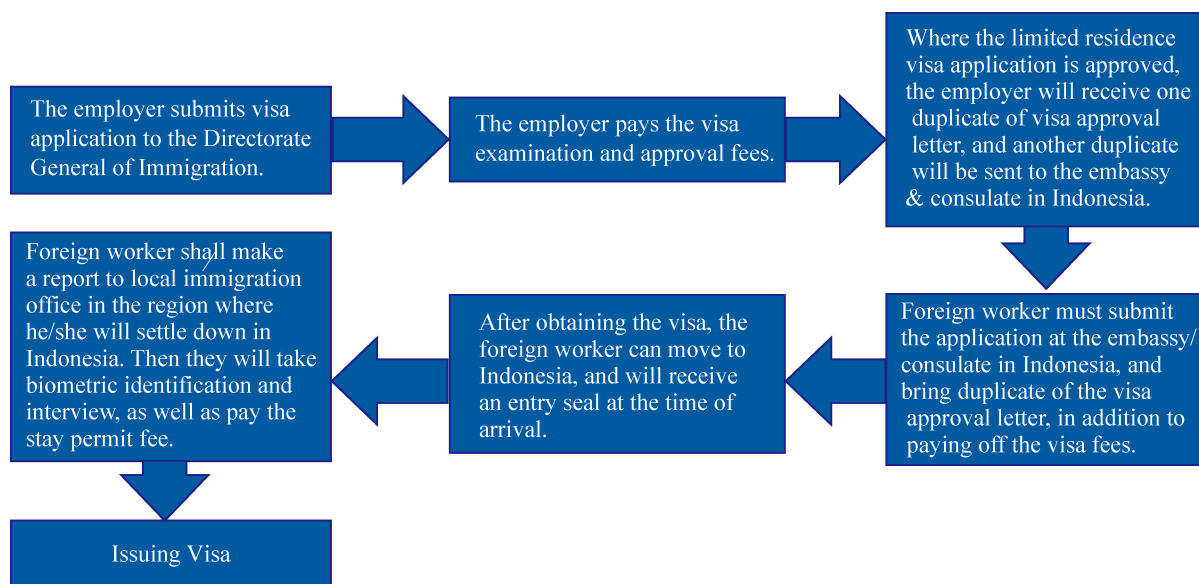 The employer submits visa
application to the Directorate
General of Immigration.
The employer pays the visa
examination and approval fees.
Where the limited residence
visa application is approved,
the employer will receive one
duplicate of visa approval
letter, and another duplicate
will be sent to the embassy
& consulate in Indonesia.
Foreign worker must submit
the application at the embassy/
consulate in Indonesia, and
bring duplicate of the visa
approval letter, in addition to
paying off the visa fees.
After obtaining the visa, the
foreign worker can move to
Indonesia, and will receive
an entry seal at the time of
arrival.
Foreign worker shall make
a report to local immigration
office in the region where
he/she will settle down in
Indonesia. Then they will take
biometric identification and
interview, as well as pay the
stay permit fee.
Issuing Visa